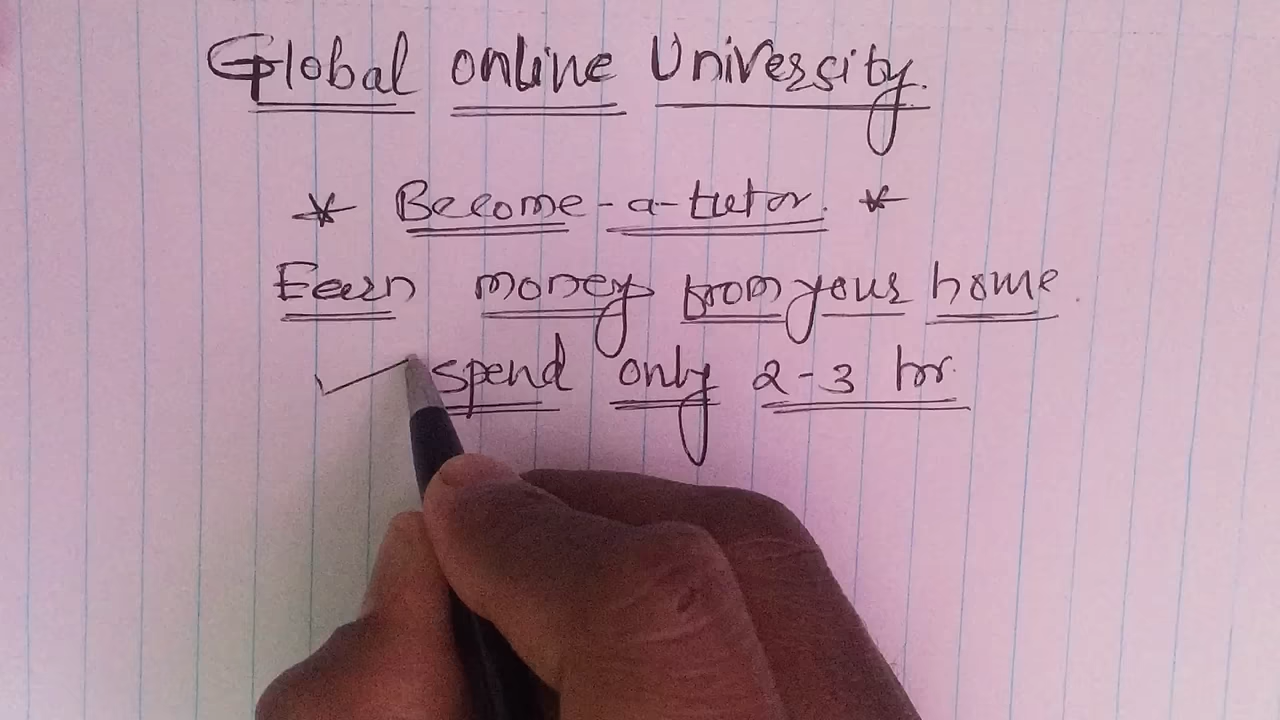 Global online University.
* Become-a-tutor. *
Earn money from your home.
✓ spend only 2-3 hr.